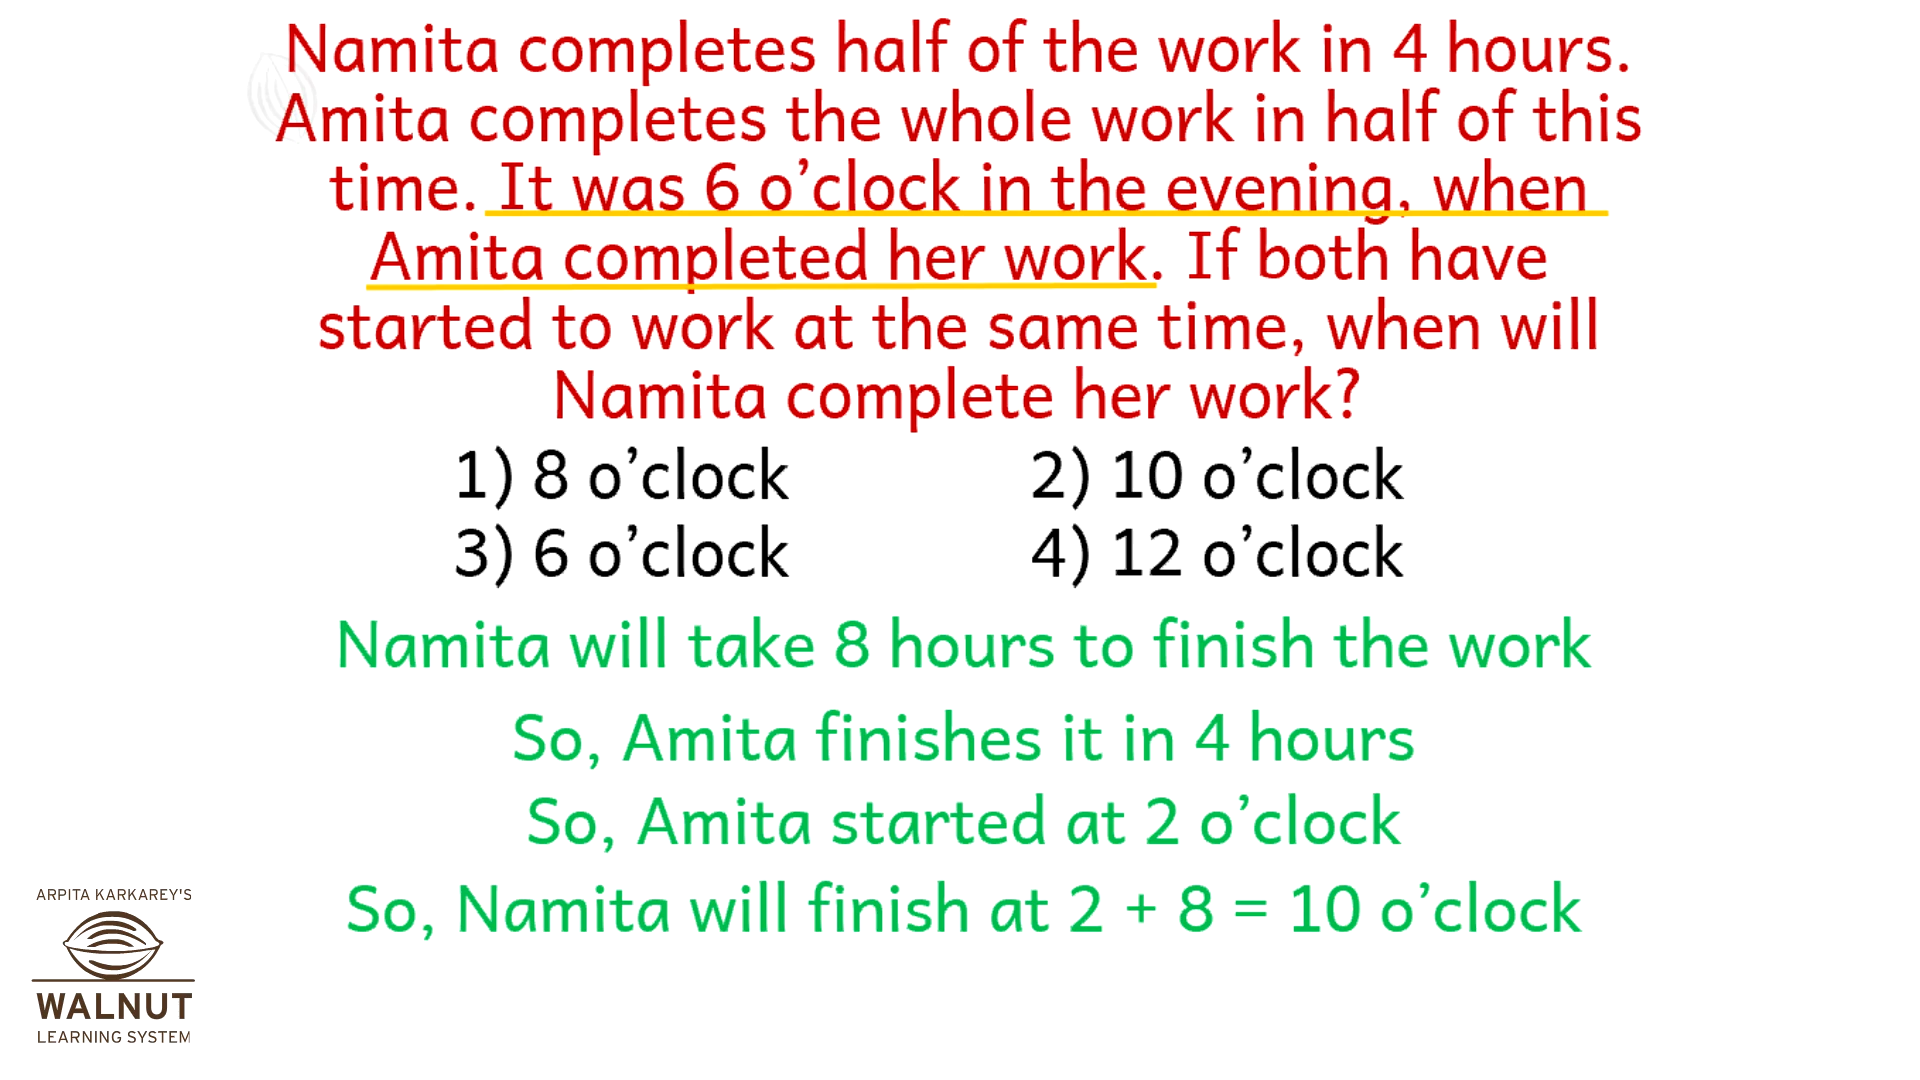 Namita completes half of the work in 4 hours.
Amita completes the whole work in half of this
time. It was 6 o’clock in the evening, when
Amita completed her work. If both have
started to work at the same time, when will
Namita complete her work?
1) 8 o’clock 2) 10 o’clock
3) 6 o’clock 4) 12 o’clock
Namita will take 8 hours to finish the work
So, Amita finishes it in 4 hours
So, Amita started at 2 o’clock
So, Namita will finish at 2 + 8 = 10 o’clock
ARPITA KARKAREY'S
WALNUT
LEARNING SYSTEM